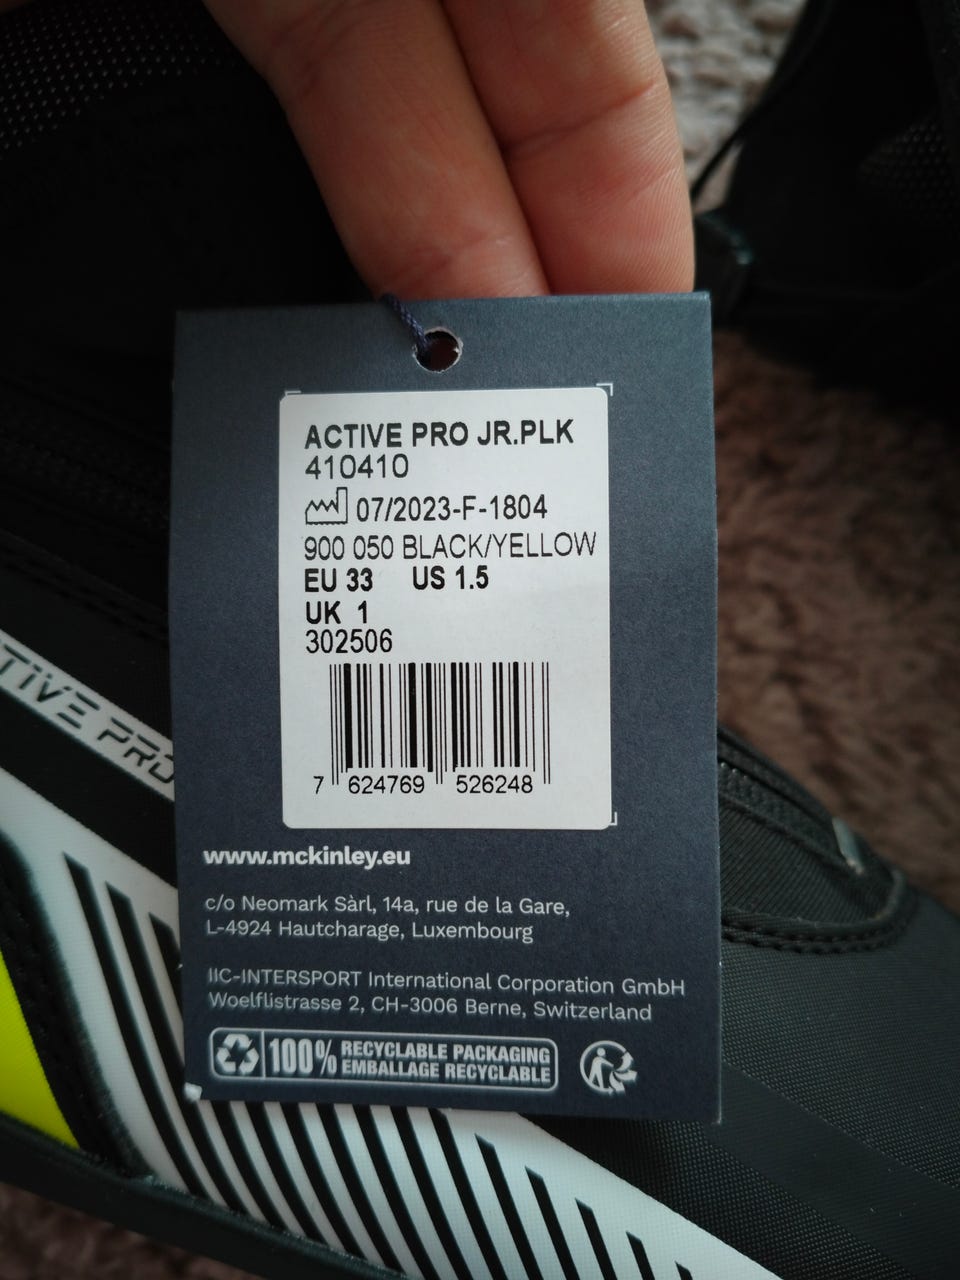 ACTIVE PRO JR.PLK
410410
07/2023-F-1804
900 050 BLACK/YELLOW
EU 33 US 1.5
UK 1
302506
7 624769 526248
www.mckinley.eu
c/o Neomark Sàrl, 14a, rue de la Gare,
L-4924 Hautcharage, Luxembourg
IIC-INTERSPORT International Corporation GmbH
Woelflistrasse 2, CH-3006 Berne, Switzerland
100% RECYCLABLE PACKAGING
EMBALLAGE RECYCLABLE
CTIVE PRO